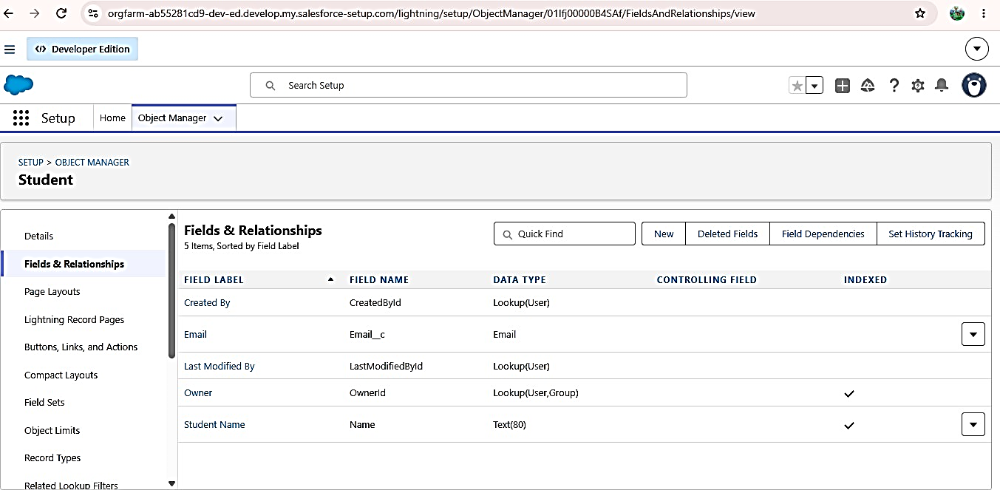 orgfarm-ab55281cd9-dev-ed.develop.my.salesforce-setup.com/lightning/setup/ObjectManager/01Ifj00000B4SAf/FieldsAndRelationships/view
Developer Edition
Search Setup
Setup Home Object Manager
SETUP > OBJECT MANAGER
Student
Details
Fields & Relationships
Page Layouts
Lightning Record Pages
Buttons, Links, and Actions
Compact Layouts
Field Sets
Object Limits
Record Types
Related Lookup Filters
Fields & Relationships
5 Items, Sorted by Field Label
Quick Find New Deleted Fields Field Dependencies Set History Tracking
FIELD LABEL FIELD NAME DATA TYPE CONTROLLING FIELD INDEXED
Created By CreatedById Lookup(User)
Email Email__c Email
Last Modified By LastModifiedById Lookup(User)
Owner OwnerId Lookup(User,Group)
Student Name Name Text(80)